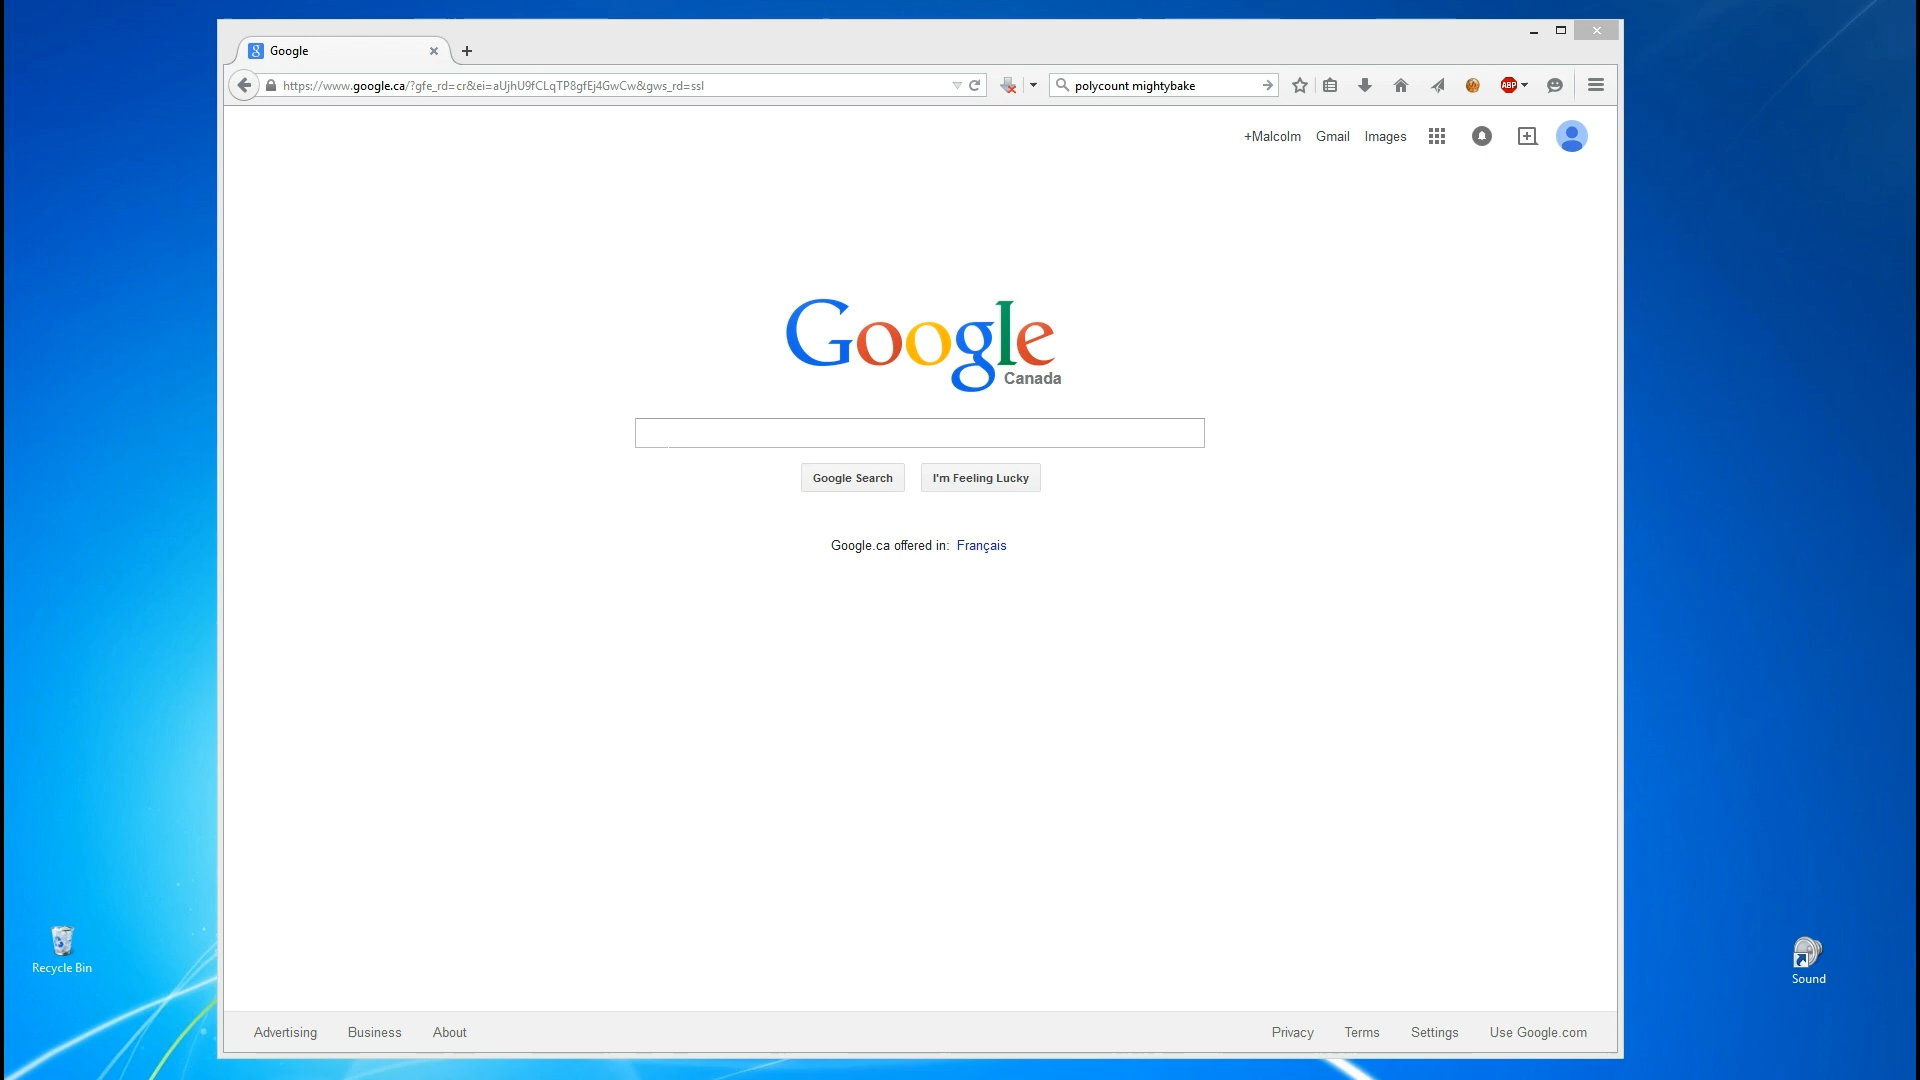 Google
https://www.google.ca/?gfe_rd=cr&ei=aUjhU9fCLqTP8gfEj4GwCw&gws_rd=ssl
polycount mightybake
ABP
+Malcolm Gmail Images
Google
Canada
Google Search I'm Feeling Lucky
Google.ca offered in: Français
Recycle Bin
Sound
Advertising Business About Privacy Terms Settings Use Google.com